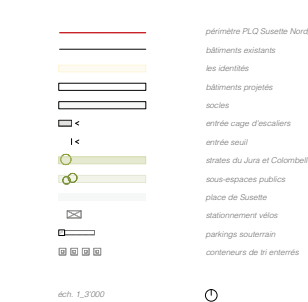 périmètre PLQ Susette Nord
bâtiments existants
les identités
bâtiments projetés
socles
entrée cage d'escaliers
entrée seuil
strates du Jura et Colombell
sous-espaces publics
place de Susette
stationnement vélos
parkings souterrain
conteneurs de tri enterrés
éch. 1_3'000